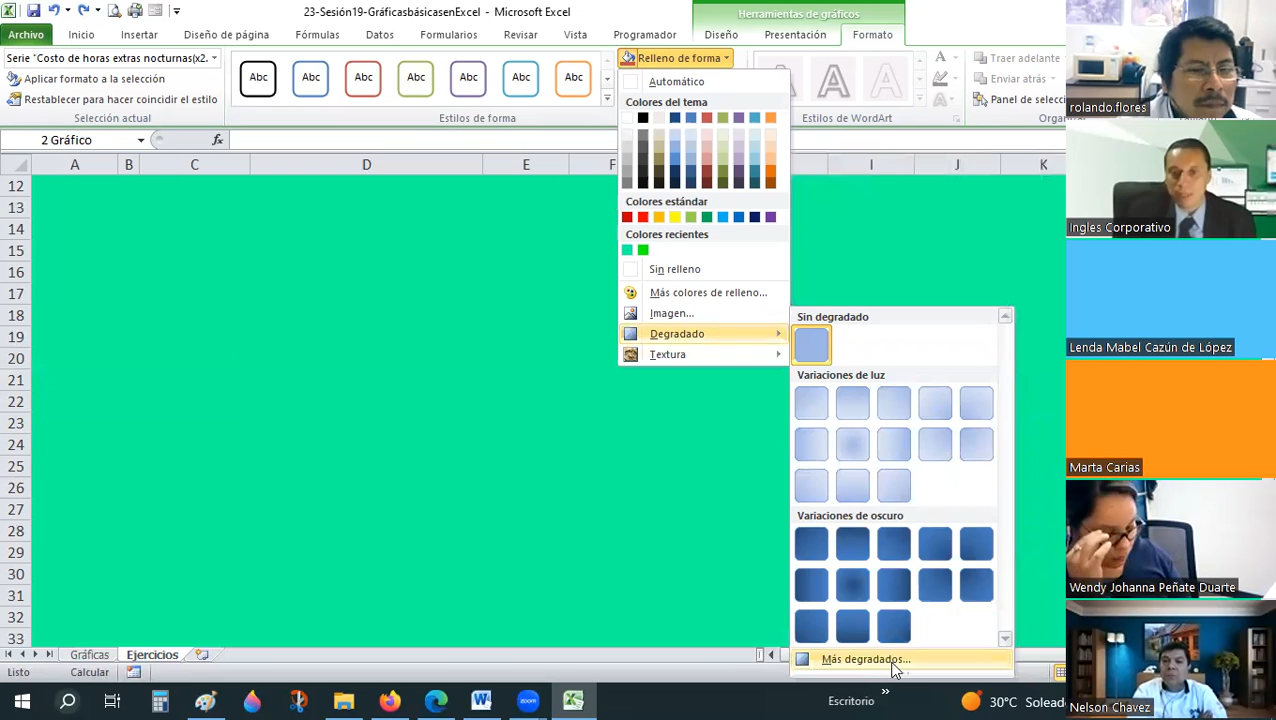 23-Sesión19-GráficasbásicasenExcel - Microsoft Excel
Herramientas de gráficos
Archivo Inicio Insertar Diseño de página Fórmulas Datos Formularios Revisar Vista Programador Diseño Presentación Formato
Serie "Costo de horas extras nocturnas(x2.
Aplicar formato a la selección
Restablecer para hacer coincidir el estilo
Selección actual
Abc Abc Abc Abc Abc Abc Abc
Estilos de forma
Relleno de forma
Estilos de WordArt
Traer adelante
Enviar atrás
Panel de selecci
Organ
2 Gráfico
fx
A B C D E F I J K
12
13
14
15
16
17
18
19
20
21
22
23
24
25
26
27
28
29
30
31
32
33
Automático
Colores del tema
Colores estándar
Colores recientes
Sin relleno
Más colores de relleno...
Imagen...
Degradado
Textura
Sin degradado
Variaciones de luz
Variaciones de oscuro
Más degradados...
Gráficas Ejercicios
Listo Calcular
Escritorio
30°C Soleado
rolando.flores
Ingles Corporativo
Lenda Mabel Cazún de López
Marta Carias
Wendy Johanna Peñate Duarte
Nelson Chavez
zoom